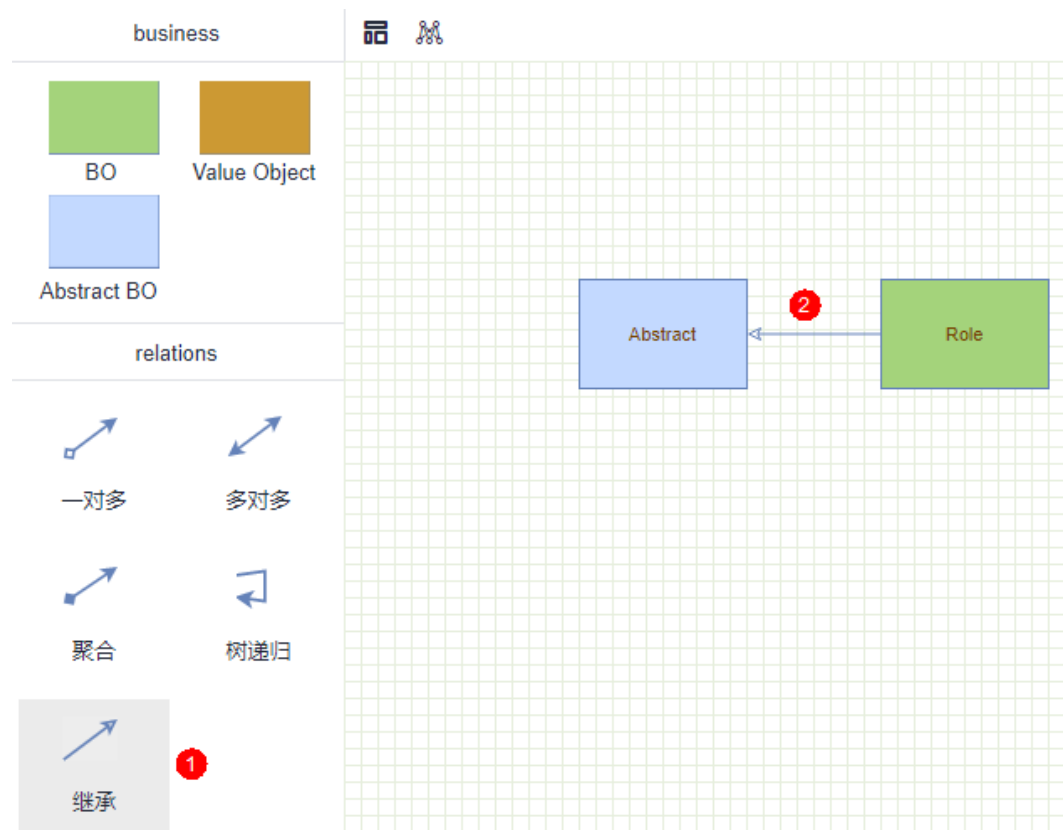 business
BO
Value Object
Abstract BO
relations
一对多
多对多
聚合
树递归
继承
1
Abstract
2
Role